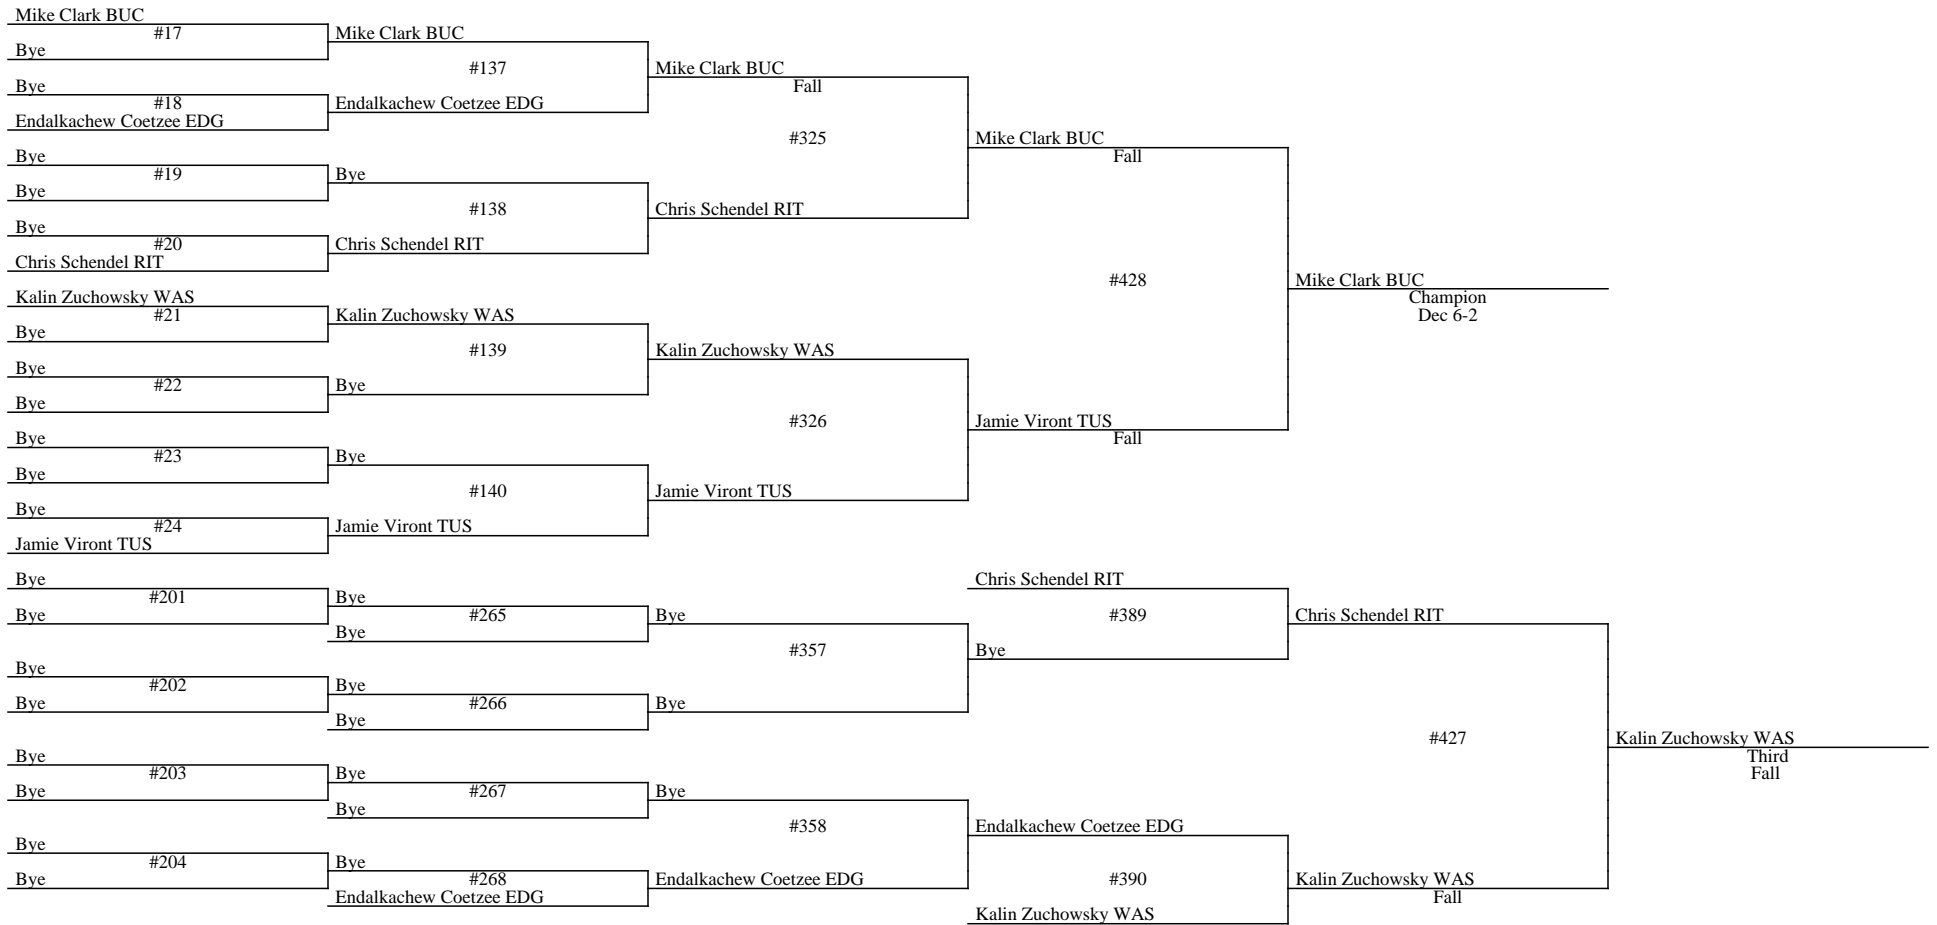 Mike Clark BUC
#17
Bye
Mike Clark BUC
#137
Bye
#18
Endalkachew Coetzee EDG
Endalkachew Coetzee EDG
Mike Clark BUC
Fall
#325
Bye
#19
Bye
Bye
#138
Bye
#20
Chris Schendel RIT
Chris Schendel RIT
Chris Schendel RIT
Mike Clark BUC
Fall
#428
Kalin Zuchowsky WAS
#21
Bye
Kalin Zuchowsky WAS
#139
Bye
#22
Bye
Bye
Kalin Zuchowsky WAS
#326
Bye
#23
Bye
Bye
#140
Bye
#24
Jamie Viront TUS
Jamie Viront TUS
Jamie Viront TUS
Jamie Viront TUS
Fall
Mike Clark BUC
Champion
Dec 6-2
Bye
#201
Bye
Bye
#265
Bye
Bye
#357
Bye
#202
Bye
Bye
#266
Bye
Bye
Chris Schendel RIT
#389
Bye
Chris Schendel RIT
#427
Bye
#203
Bye
Bye
#267
Bye
Bye
#358
Bye
#204
Bye
Bye
#268
Endalkachew Coetzee EDG
Endalkachew Coetzee EDG
Endalkachew Coetzee EDG
#390
Kalin Zuchowsky WAS
Kalin Zuchowsky WAS
Fall
Kalin Zuchowsky WAS
Third
Fall